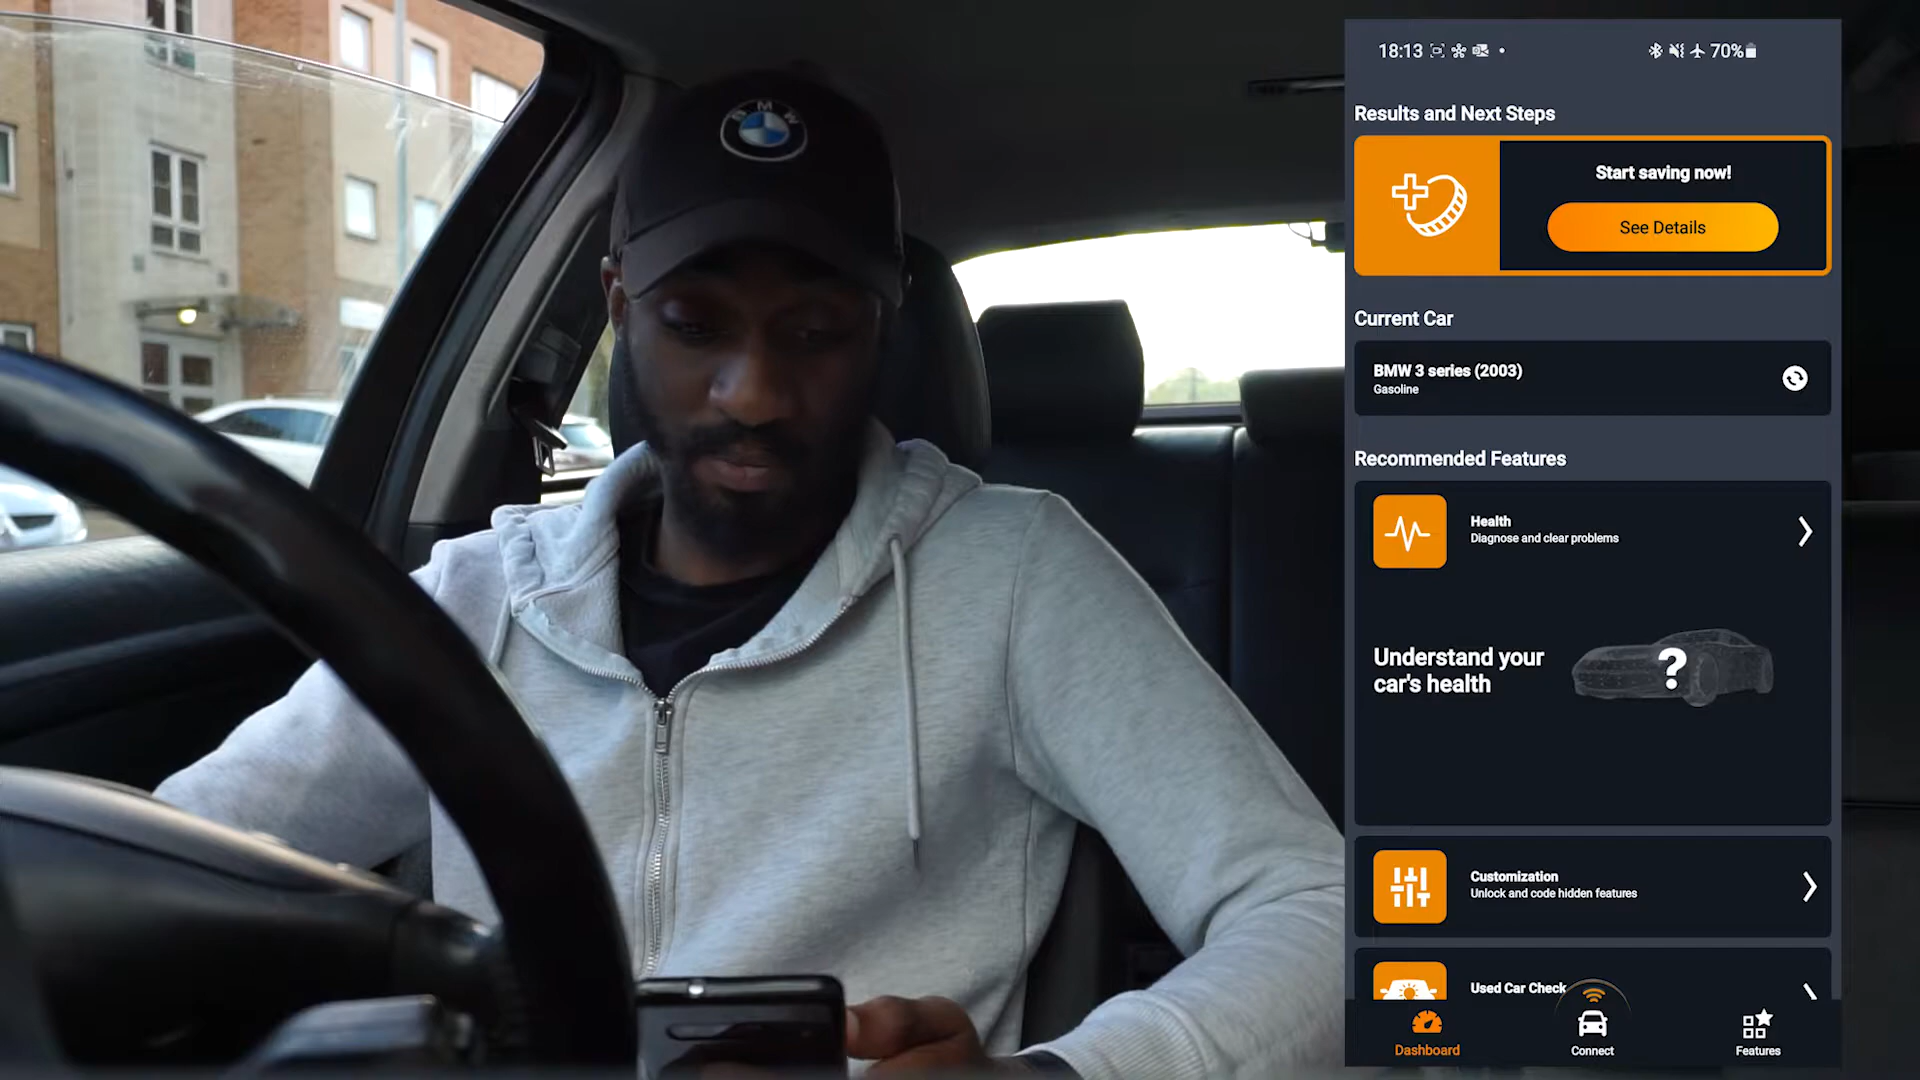 BMW
18:13
70%
Results and Next Steps
Start saving now!
See Details
Current Car
BMW 3 series (2003)
Gasoline
Recommended Features
Health
Diagnose and clear problems
Understand your
car's health
?
Customization
Unlock and code hidden features
Used Car Check
Dashboard
Connect
Features